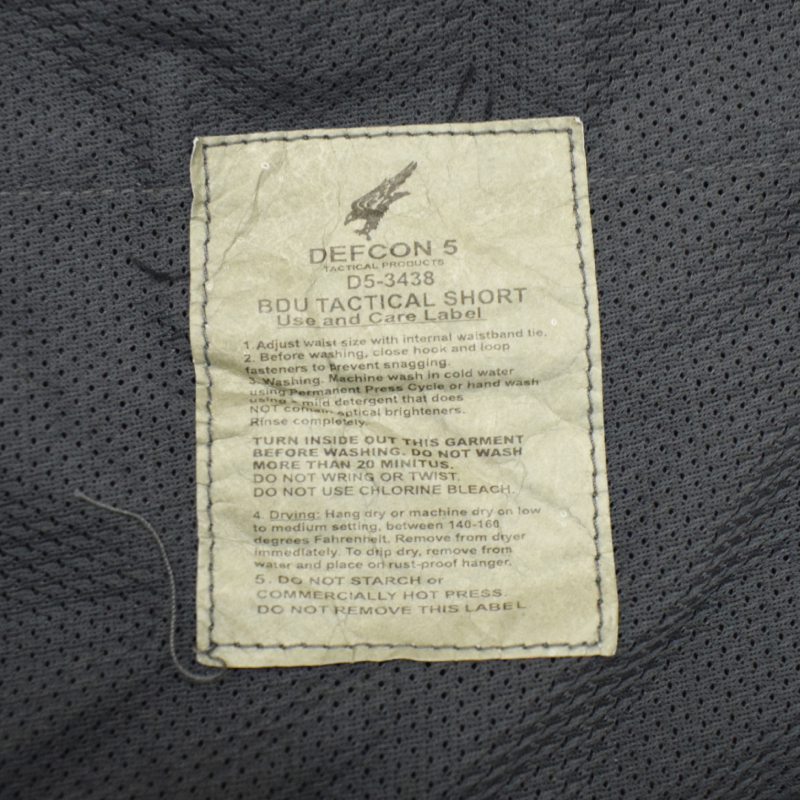 DEFCON 5
TACTICAL PRODUCTS
D5-3438
BDU TACTICAL SHORT
Use and Care Label
1. Adjust waist size with internal waistband tie.
2. Before washing, close hook and loop
fasteners to prevent snagging.
3. Washing: Machine wash in cold water
using Permanent Press Cycle or hand wash
using a mild detergent that does
NOT contain optical brighteners.
Rinse completely.
TURN INSIDE OUT THIS GARMENT
BEFORE WASHING. DO NOT WASH
MORE THAN 20 MINITUS.
DO NOT WRING OR TWIST.
DO NOT USE CHLORINE BLEACH.
4. Drying: Hang dry or machine dry on low
to medium setting, between 140-160
degrees Fahrenheit. Remove from dryer
immediately. To drip dry, remove from
water and place on rust-proof hanger.
5. DO NOT STARCH or
COMMERCIALLY HOT PRESS.
DO NOT REMOVE THIS LABEL